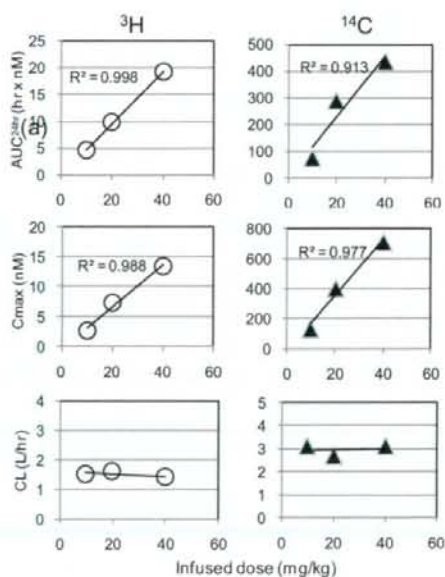 ³H ¹⁴C
AUC²⁴ʰʳ (hr x nM)
(a)
25
20
15
10
5
0
R² = 0.998
0 20 40 60
500
400
300
200
100
0
R² = 0.913
0 20 40 60
Cmax (nM)
20
15
10
5
0
R² = 0.988
0 20 40 60
800
600
400
200
0
R² = 0.977
0 20 40 60
CL (L/hr)
4
3
2
1
0
0 20 40 60
5
4
3
2
1
0
0 20 40 60
Infused dose (mg/kg)